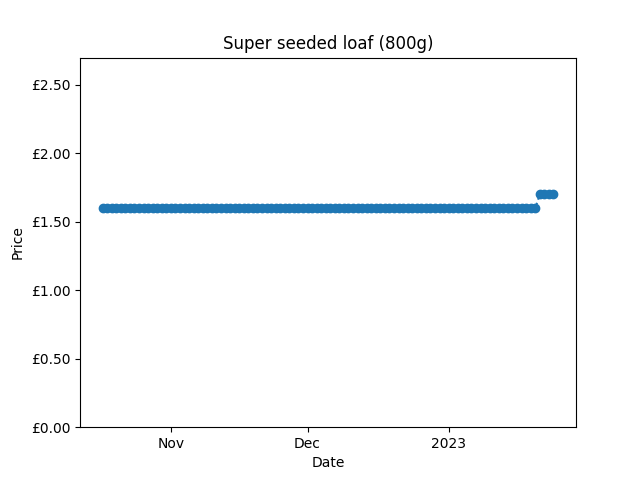 Super seeded loaf (800g)
£2.50
£2.00
£1.50
£1.00
£0.50
£0.00
Price
Nov
Dec
2023
Date